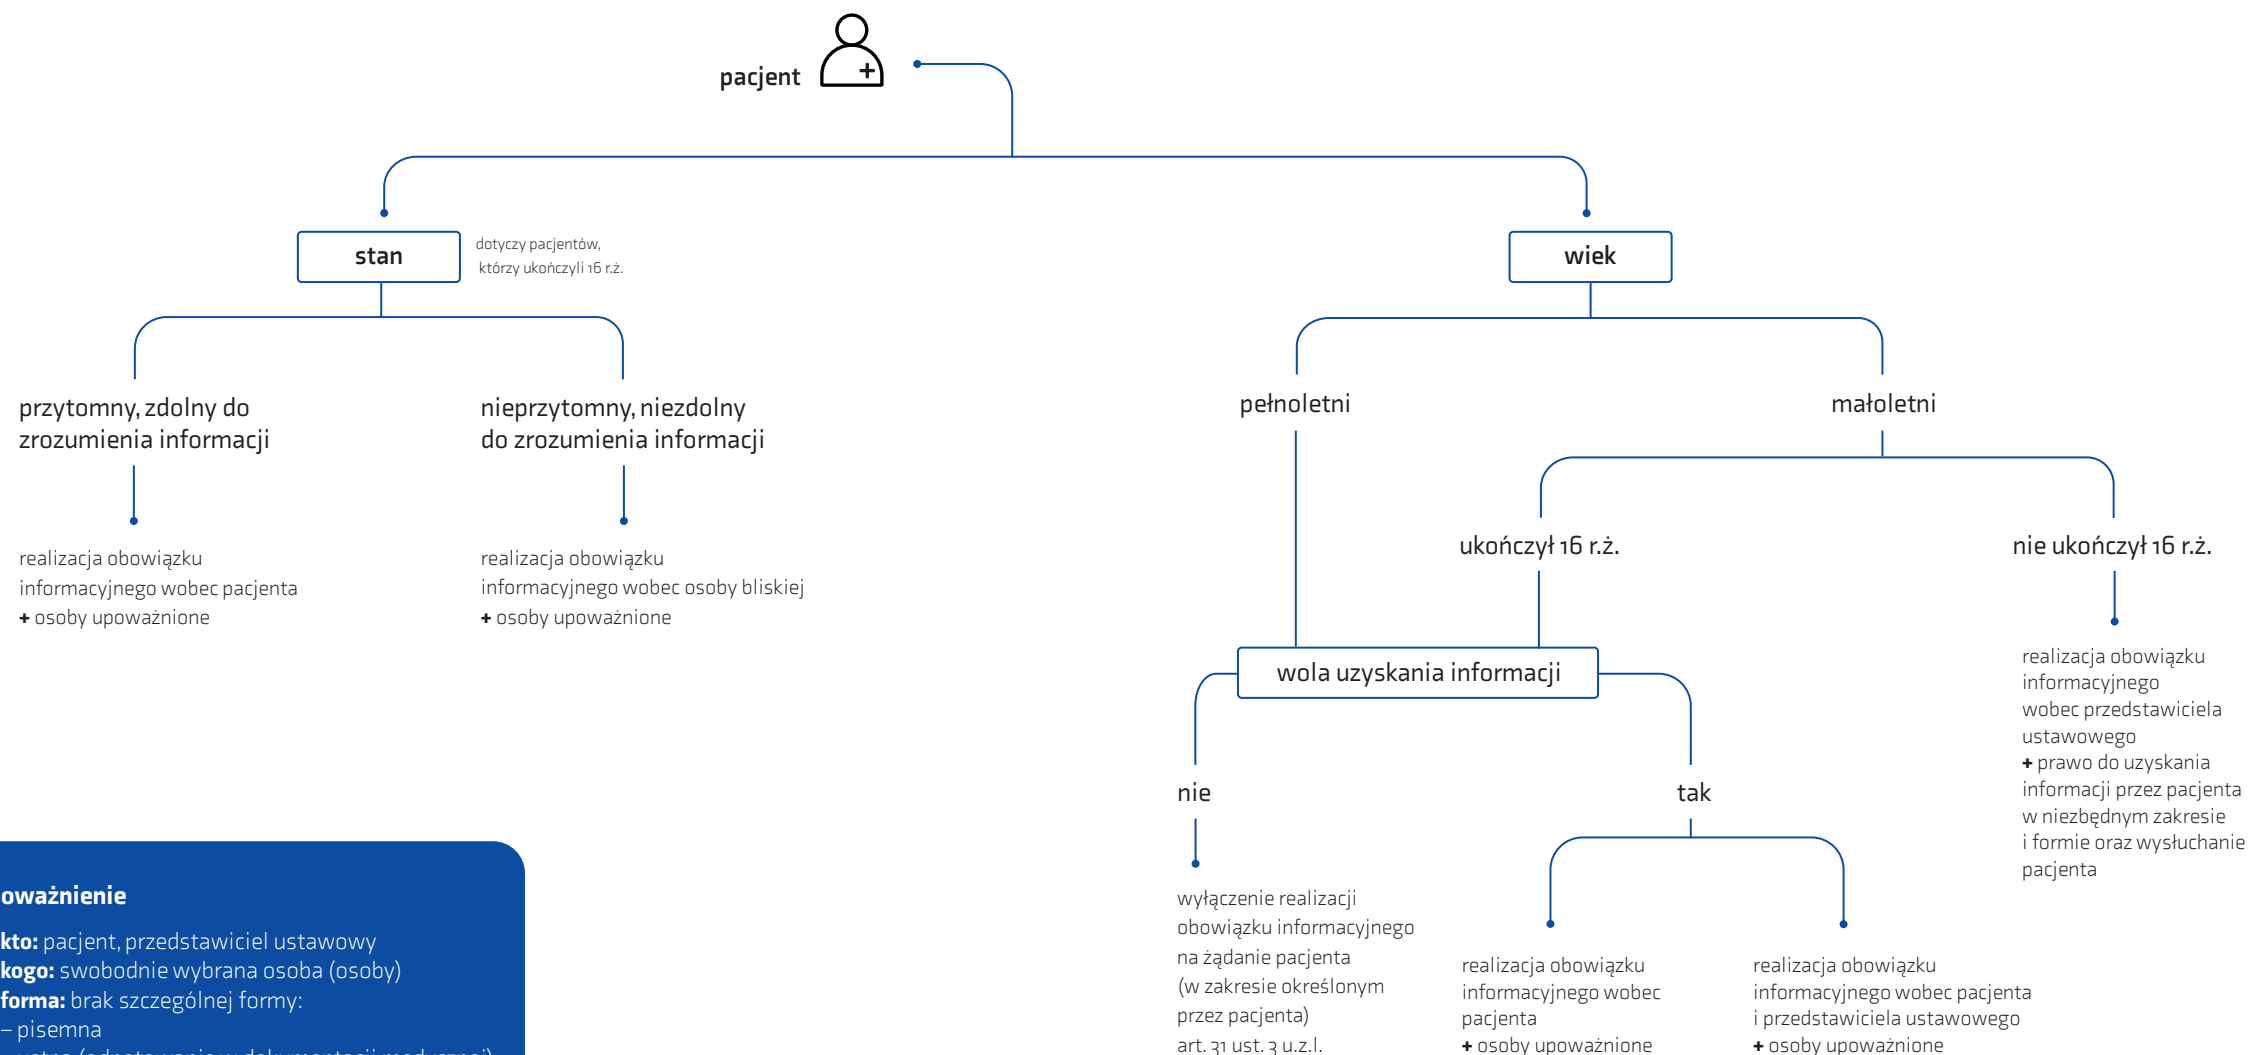 pacjent
stan
dotyczy pacjentów,
którzy ukończyli 16 r.ż.
wiek
przytomny, zdolny do
zrozumienia informacji
nieprzytomny, niezdolny
do zrozumienia informacji
pełnoletni
małoletni
realizacja obowiązku
informacyjnego wobec pacjenta
+ osoby upoważnione
realizacja obowiązku
informacyjnego wobec osoby bliskiej
+ osoby upoważnione
ukończył 16 r.ż.
nie ukończył 16 r.ż.
wola uzyskania informacji
realizacja obowiązku
informacyjnego
wobec przedstawiciela
ustawowego
+ prawo do uzyskania
informacji przez pacjenta
w niezbędnym zakresie
i formie oraz wysłuchanie
pacjenta
nie
tak
wyłączenie realizacji
obowiązku informacyjnego
na żądanie pacjenta
(w zakresie określonym
przez pacjenta)
art. 31 ust. 3 u.z.l.
realizacja obowiązku
informacyjnego wobec
pacjenta
+ osoby upoważnione
realizacja obowiązku
informacyjnego wobec pacjenta
i przedstawiciela ustawowego
+ osoby upoważnione
oważnienie
kto: pacjent, przedstawiciel ustawowy
kogo: swobodnie wybrana osoba (osoby)
forma: brak szczególnej formy:
– pisemna
ustna (odnotowanie w dokumentacji medycznej)